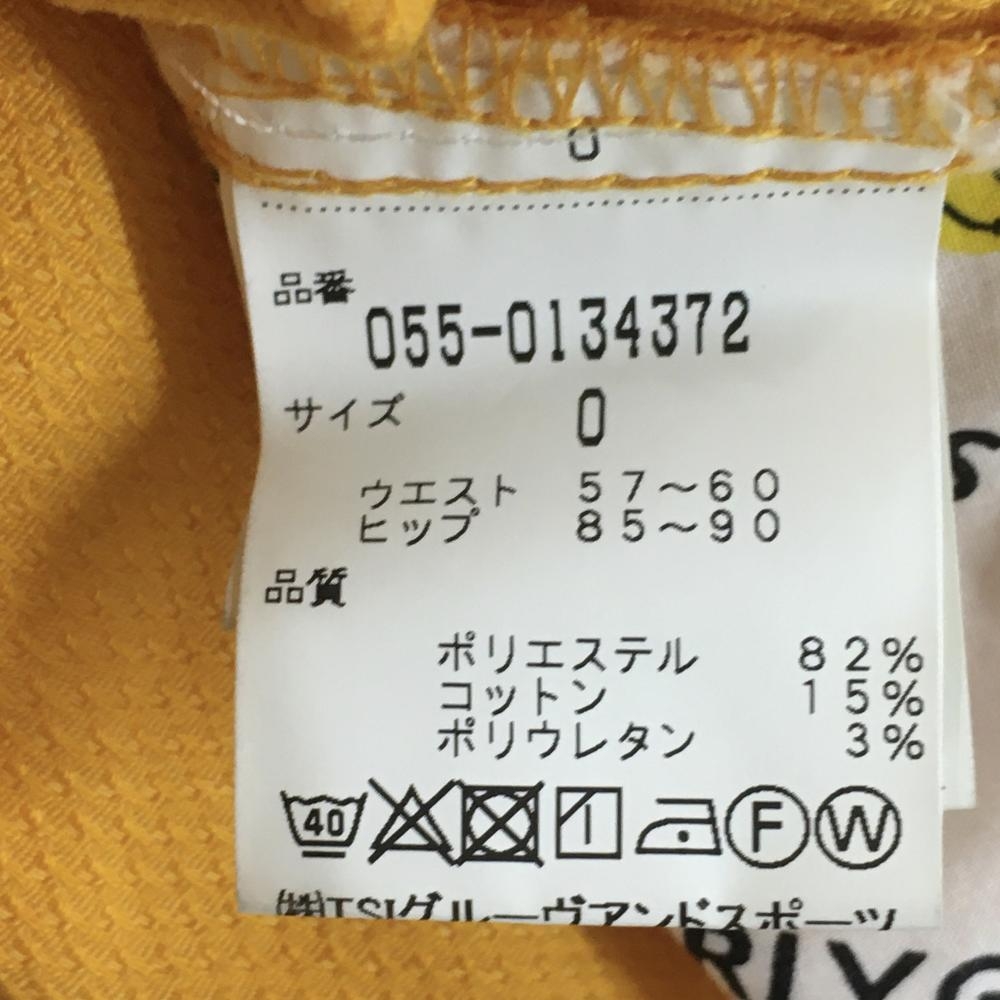 0
品番
055-0134372
サイズ 0
ウエスト 57～60
ヒップ 85～90
品質
ポリエステル 82%
コットン 15%
ポリウレタン 3%
40 F W
㈱TSIグルーヴアンドスポーツ